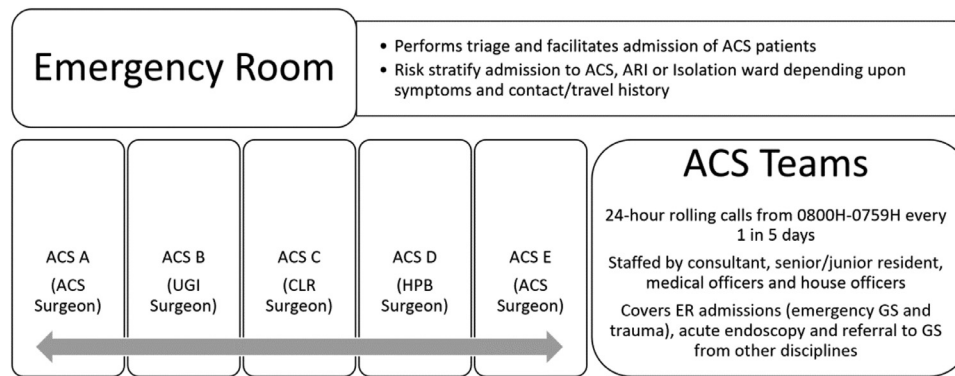 Emergency Room
• Performs triage and facilitates admission of ACS patients
• Risk stratify admission to ACS, ARI or Isolation ward depending upon
symptoms and contact/travel history
ACS A
(ACS
Surgeon)
ACS B
(UGI
Surgeon)
ACS C
(CLR
Surgeon)
ACS D
(HPB
Surgeon)
ACS E
(ACS
Surgeon)
ACS Teams
24-hour rolling calls from 0800H-0759H every
1 in 5 days
Staffed by consultant, senior/junior resident,
medical officers and house officers
Covers ER admissions (emergency GS and
trauma), acute endoscopy and referral to GS
from other disciplines